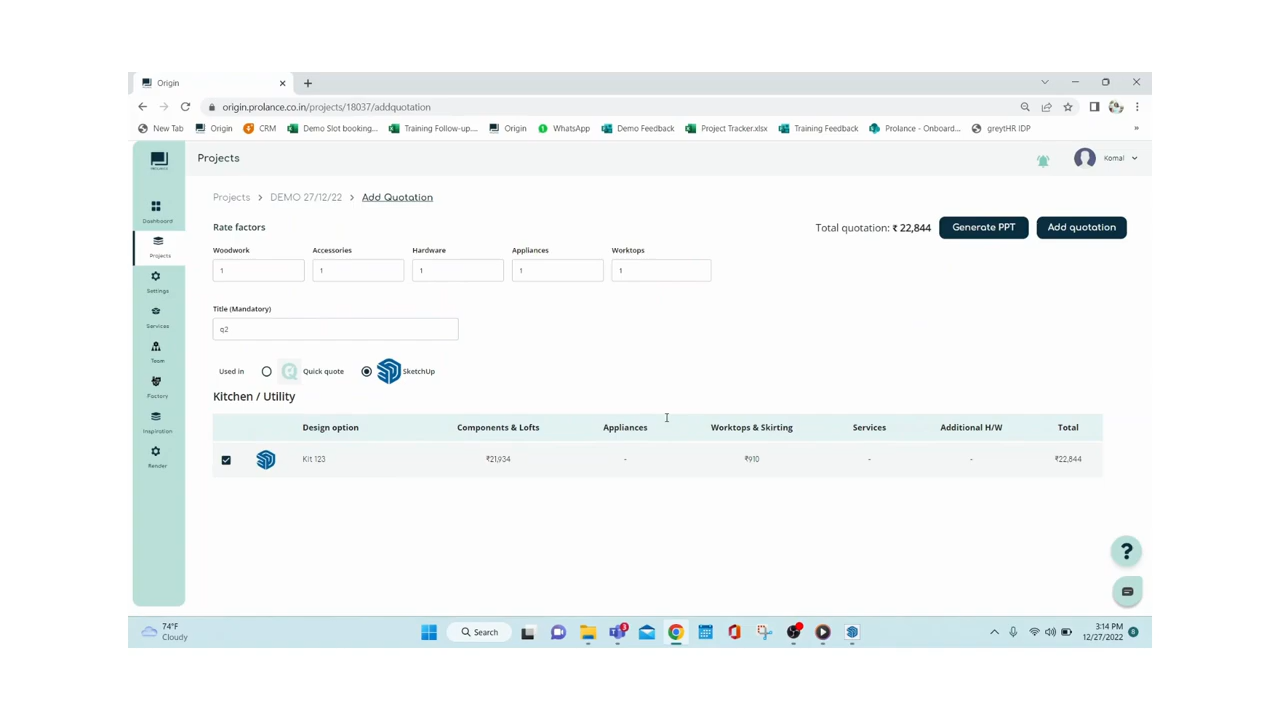 Origin
origin.prolance.co.in/projects/18037/addquotation
New Tab Origin CRM Demo Slot booking... Training Follow-up.... Origin WhatsApp Demo Feedback Project Tracker.xlsx Training Feedback Prolance - Onboard... greytHR IDP »
PROLANCE Projects Komal
Projects > DEMO 27/12/22 > Add Quotation
Dashboard
Rate factors Total quotation: ₹ 22,844 Generate PPT Add quotation
Projects
Woodwork Accessories Hardware Appliances Worktops
1 1 1 1 1
Settings
Title (Mandatory)
Services
q2
Team
Used in Quick quote SketchUp
Factory
Kitchen / Utility
Inspiration
Design option Components & Lofts Appliances Worktops & Skirting Services Additional H/W Total
Kit 123 ₹21,934 - ₹910 - - ₹22,844
Render
?
74°F
Cloudy
Search
3
3:14 PM
12/27/2022
8